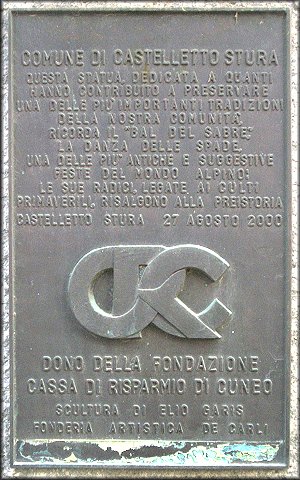 COMUNE DI CASTELLETTO STURA
QUESTA STATUA, DEDICATA A QUANTI
HANNO CONTRIBUITO A PRESERVARE
UNA DELLE PIU' IMPORTANTI TRADIZIONI
DELLA NOSTRA COMUNITÀ,
RICORDA IL "BAL DEL SABRE",
LA DANZA DELLE SPADE,
UNA DELLE PIU' ANTICHE E SUGGESTIVE
FESTE DEL MONDO ALPINO:
LE SUE RADICI, LEGATE AI CULTI
PRIMAVERILI, RISALGONO ALLA PREISTORIA
CASTELLETTO STURA 27 AGOSTO 2000
CRC
DONO DELLA FONDAZIONE
CASSA DI RISPARMIO DI CUNEO
SCULTURA DI ELIO GARIS
FONDERIA ARTISTICA DE CARLI